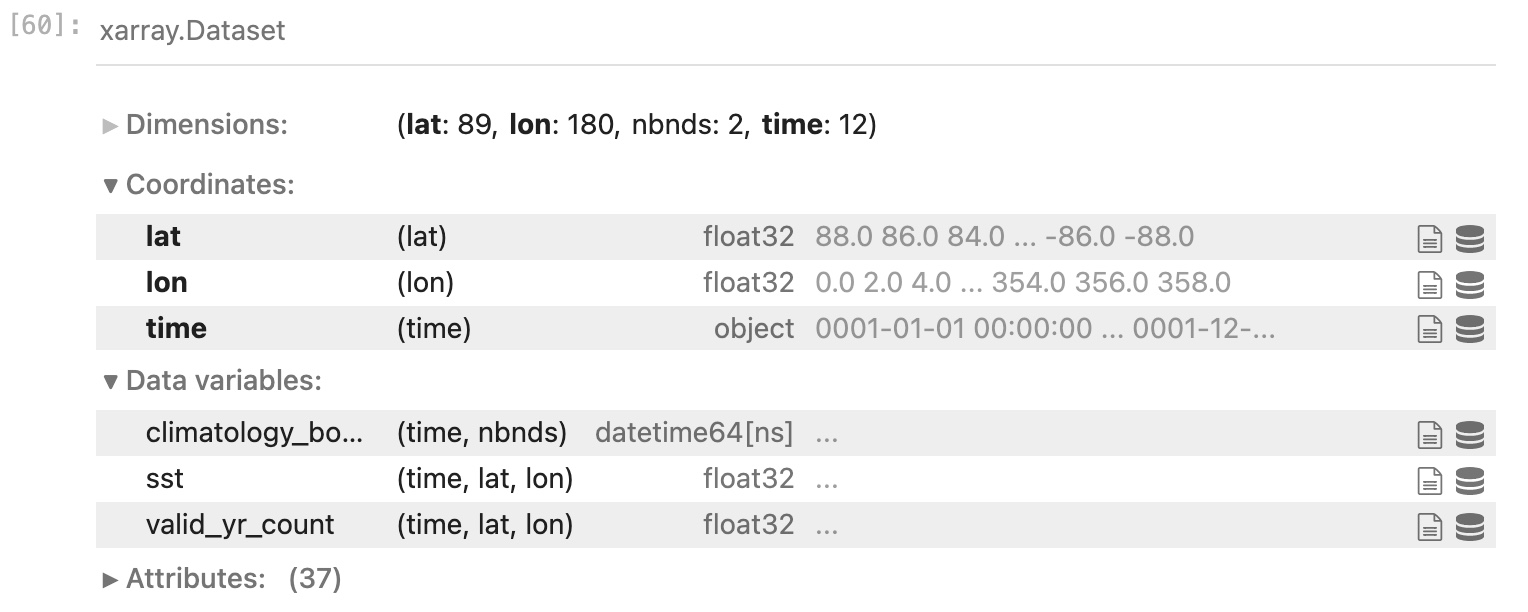 [60]: xarray.Dataset
▸ Dimensions: (lat: 89, lon: 180, nbnds: 2, time: 12)
▾ Coordinates:
lat (lat) float32 88.0 86.0 84.0 ... -86.0 -88.0
lon (lon) float32 0.0 2.0 4.0 ... 354.0 356.0 358.0
time (time) object 0001-01-01 00:00:00 ... 0001-12-...
▾ Data variables:
climatology_bo... (time, nbnds) datetime64[ns] ...
sst (time, lat, lon) float32 ...
valid_yr_count (time, lat, lon) float32 ...
▸ Attributes: (37)